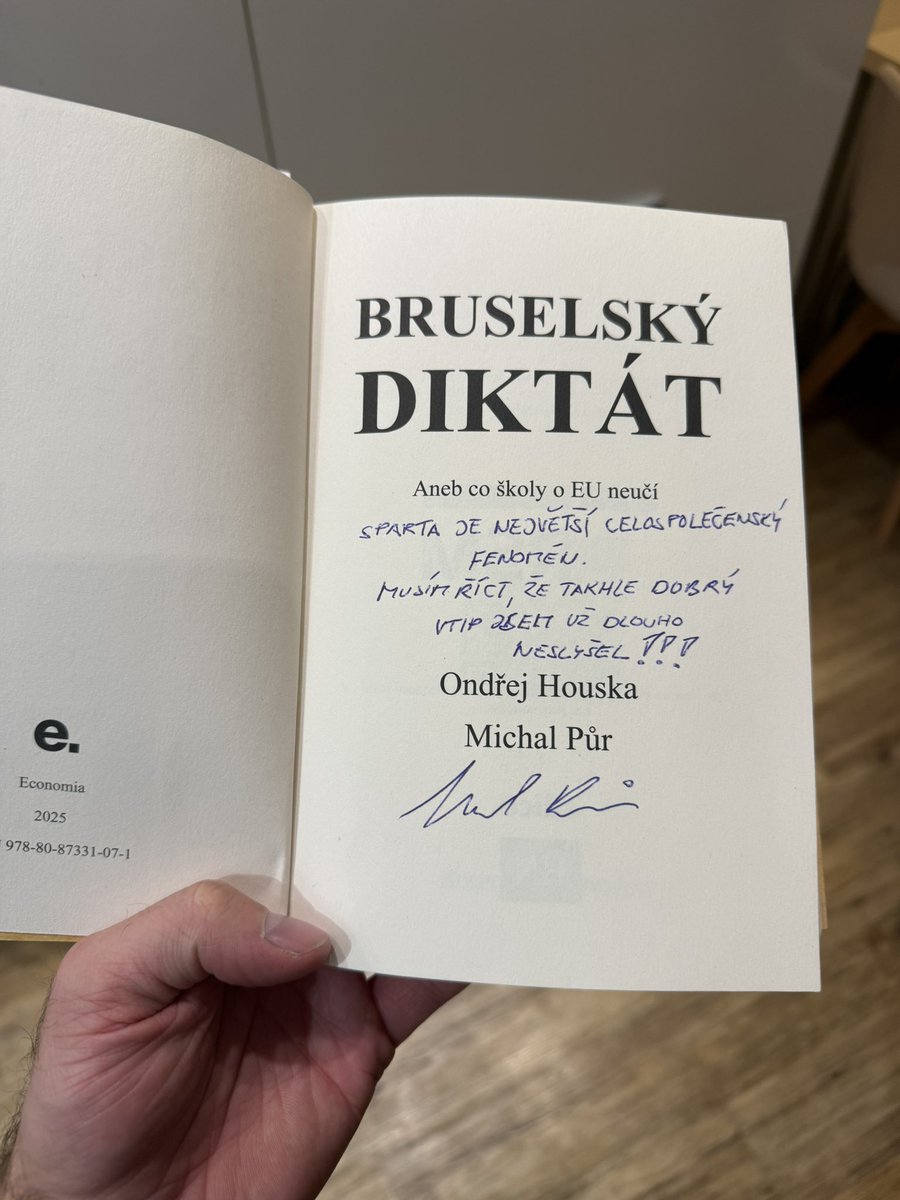 e.
Economia
2025
978-80-87331-07-1
BRUSELSKÝ
DIKTÁT
Aneb co školy o EU neučí
SPARTA JE NEJVĚTŠÍ CELOSPOLEČENSKÝ
FENOMÉN.
MUSÍM ŘÍCT, ŽE TAKHLE DOBRÝ
VTIP JSEM UŽ DLOUHO
NESLYŠEL!!!
Ondřej Houska
Michal Půr